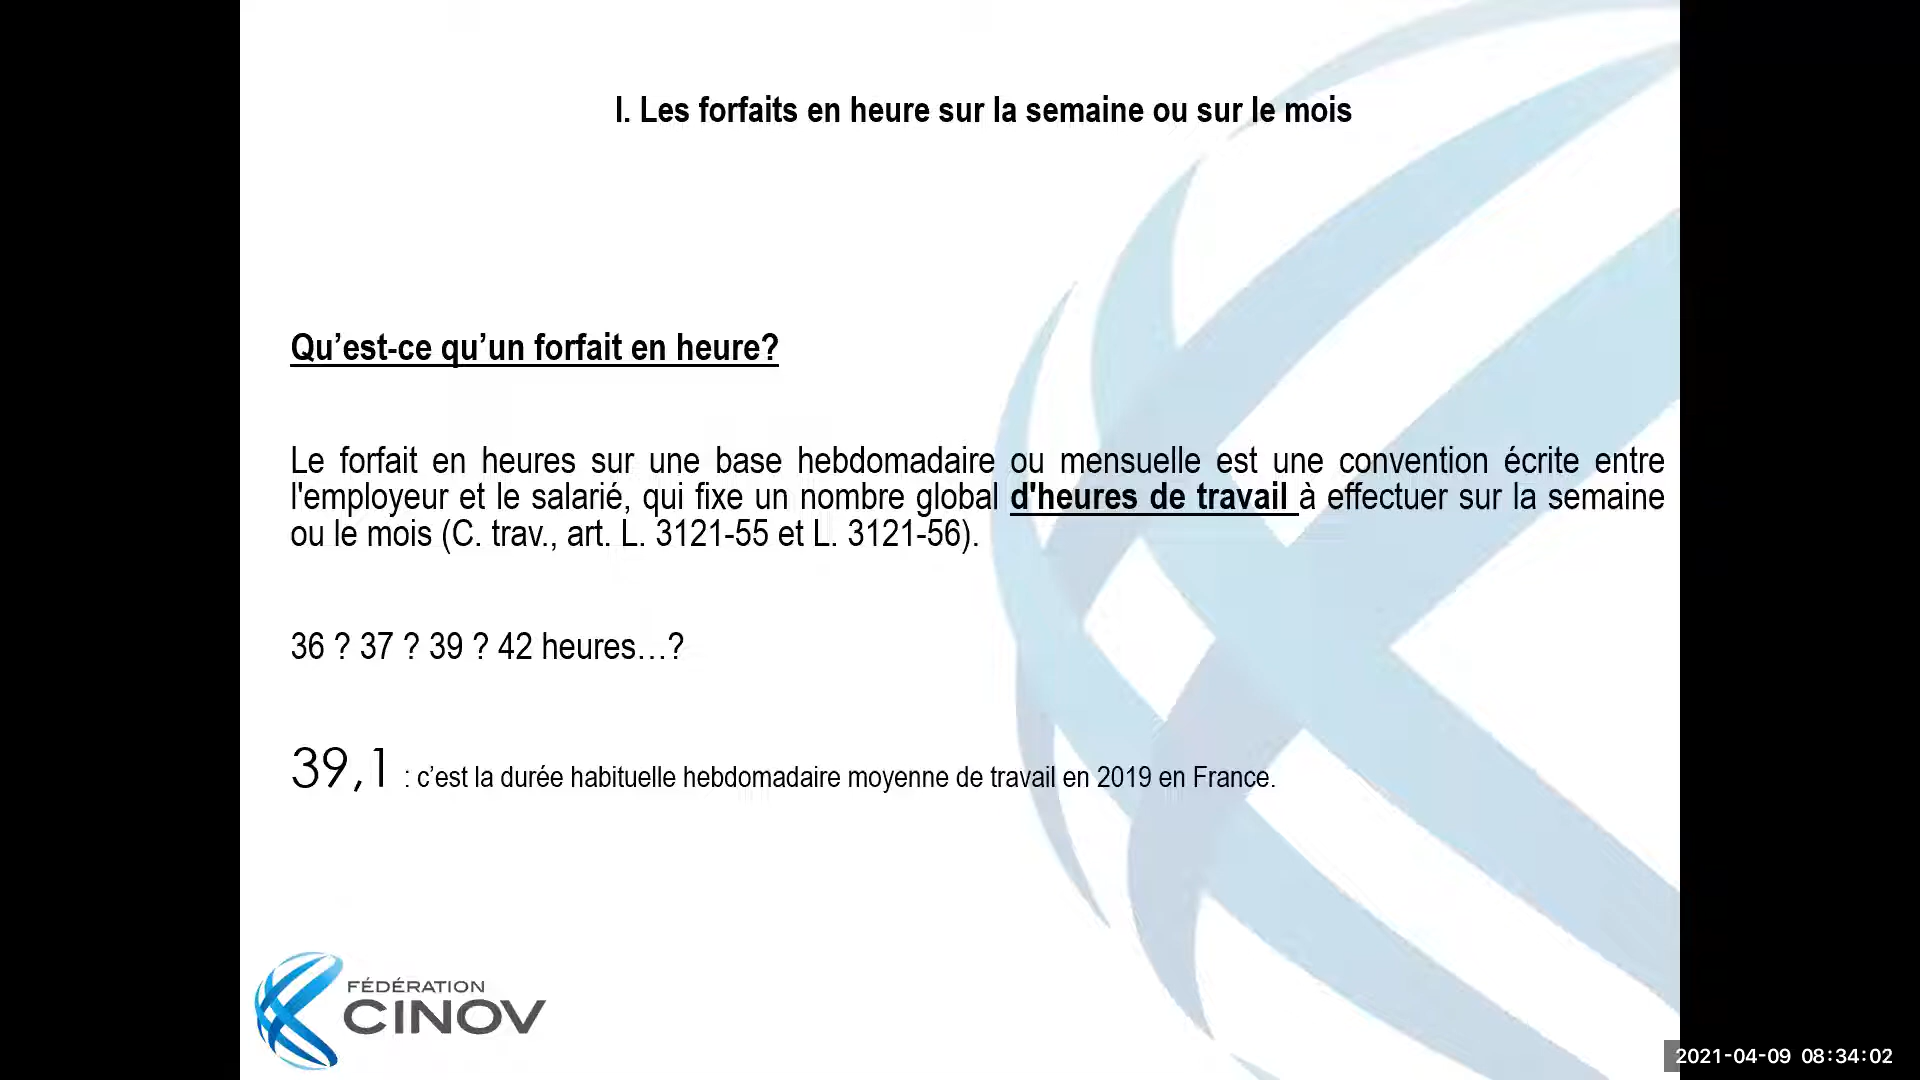 I. Les forfaits en heure sur la semaine ou sur le mois
Qu’est-ce qu’un forfait en heure?
Le forfait en heures sur une base hebdomadaire ou mensuelle est une convention écrite entre
l'employeur et le salarié, qui fixe un nombre global d'heures de travail à effectuer sur la semaine
ou le mois (C. trav., art. L. 3121-55 et L. 3121-56).
36 ? 37 ? 39 ? 42 heures…?
39,1 : c’est la durée habituelle hebdomadaire moyenne de travail en 2019 en France.
FÉDÉRATION
CINOV
2021-04-09 08:34:02